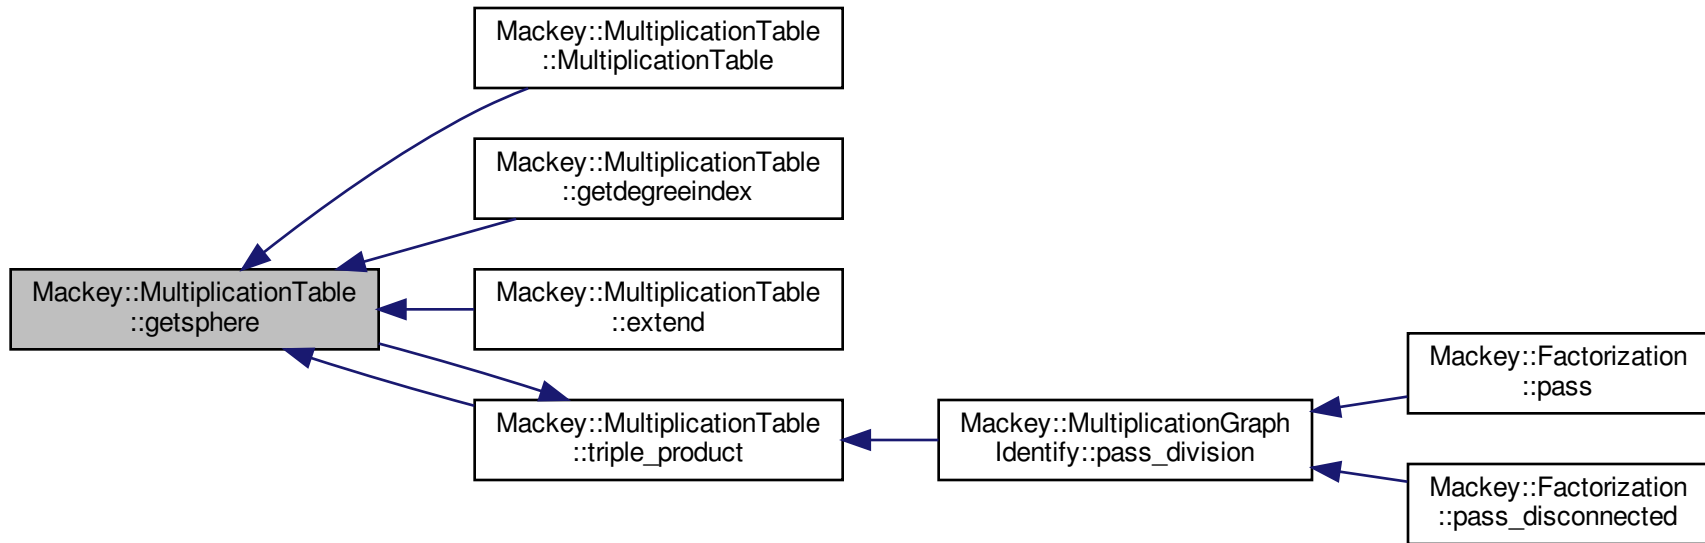 Mackey::MultiplicationTable
::MultiplicationTable
Mackey::MultiplicationTable
::getdegreeindex
Mackey::MultiplicationTable
::getsphere
Mackey::MultiplicationTable
::extend
Mackey::MultiplicationTable
::triple_product
Mackey::MultiplicationGraph
Identify::pass_division
Mackey::Factorization
::pass
Mackey::Factorization
::pass_disconnected